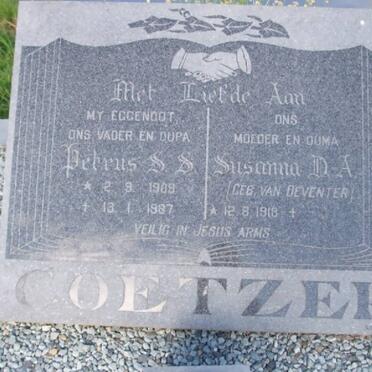 Met Liefde Aan
MY EGGENOOT,
ONS VADER EN OUPA
Petrus S. S.
* 2. 9. 1909
+ 13. 1. 1987
ONS
MOEDER EN OUMA
Susanna D. A.
(GEB. VAN DEVENTER)
* 12. 8. 1918 +
VEILIG IN JESUS ARMS
COETZER